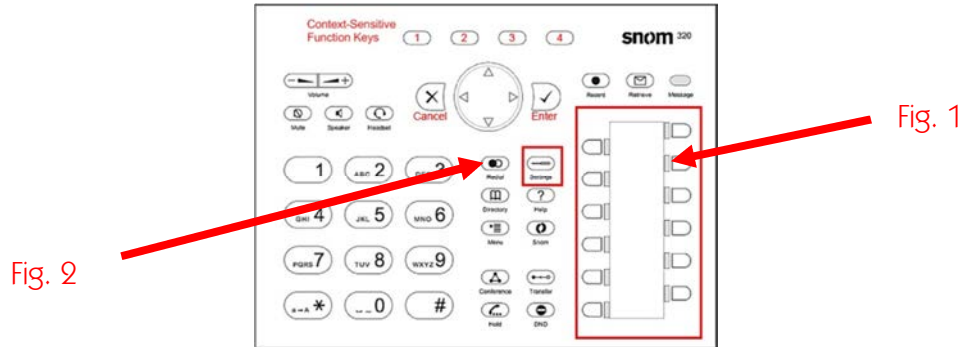 Context-Sensitive
Function Keys 1 2 3 4
snom 320
Volume
Mute Speaker Headset
Cancel
Enter
Record Retrieve Message
Fig. 1
1 ABC 2 3
Redial Settings
Directory Help
GHI 4 JKL 5 MNO 6
Menu Snom
Fig. 2
PQRS 7 TUV 8 WXYZ 9
Conference Transfer
a→A * _ 0 #
Hold DND